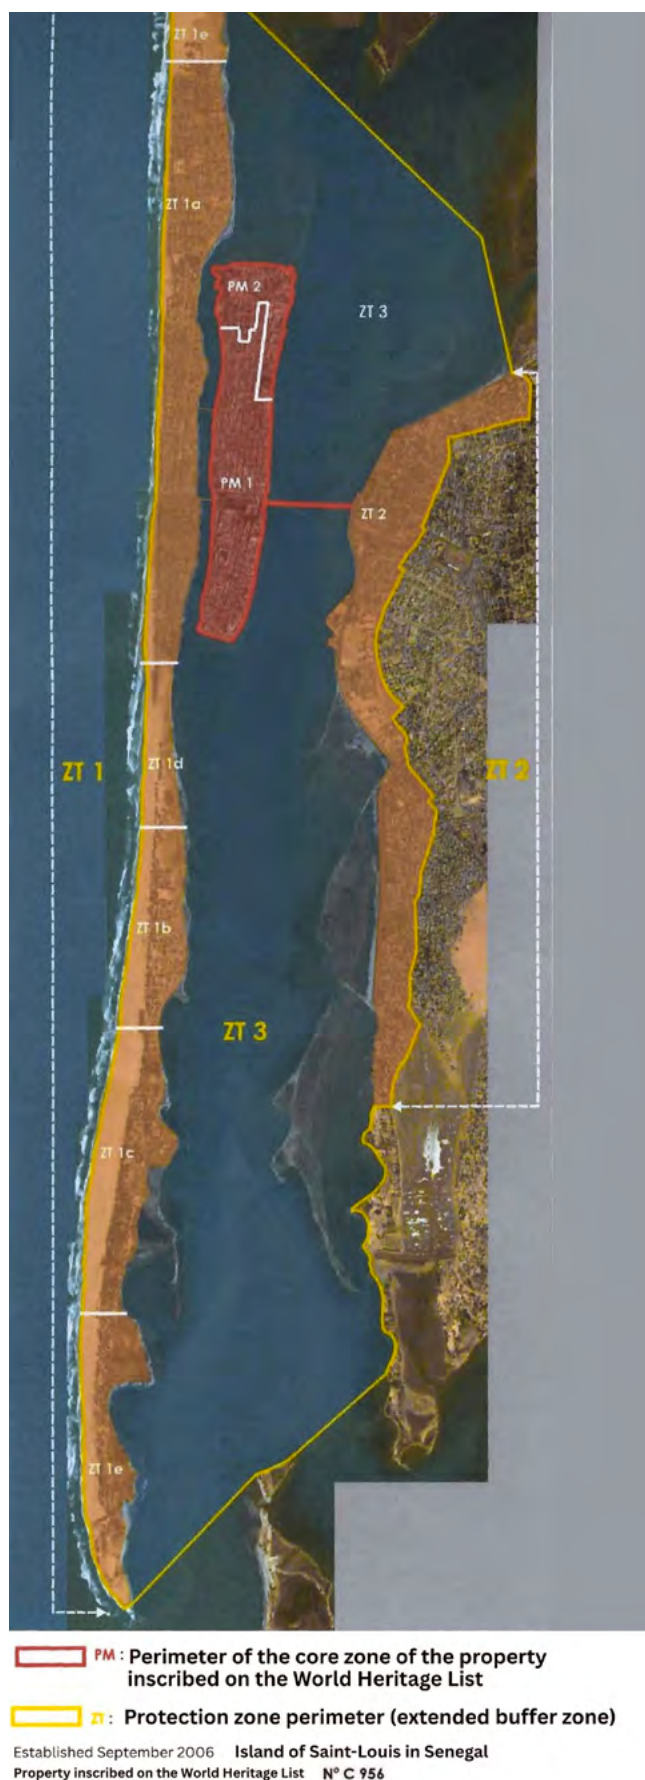 ZT 1e
ZT 1a
PM 2
ZT 3
PM 1
ZT 2
ZT 1
ZT 1d
ZT 2
ZT 1b
ZT 3
ZT 1c
ZT 1e
PM : Perimeter of the core zone of the property
inscribed on the World Heritage List
ZT : Protection zone perimeter (extended buffer zone)
Established September 2006 Island of Saint-Louis in Senegal
Property inscribed on the World Heritage List N° C 956